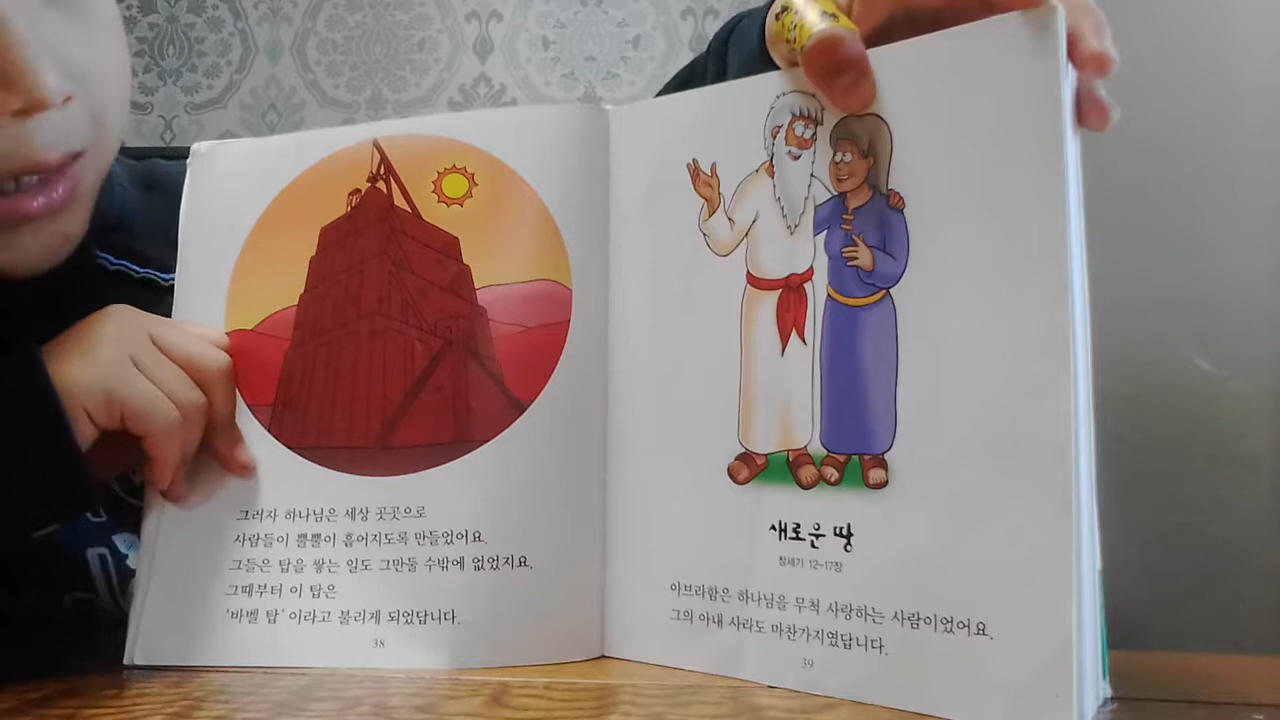 그러자 하나님은 세상 곳곳으로
사람들이 뿔뿔이 흩어지도록 만들었어요.
그들은 탑을 쌓는 일도 그만둘 수밖에 없었지요.
그때부터 이 탑은
'바벨 탑' 이라고 불리게 되었답니다.
38
새로운 땅
창세기 12-17장
아브라함은 하나님을 무척 사랑하는 사람이었어요.
그의 아내 사라도 마찬가지였답니다.
39